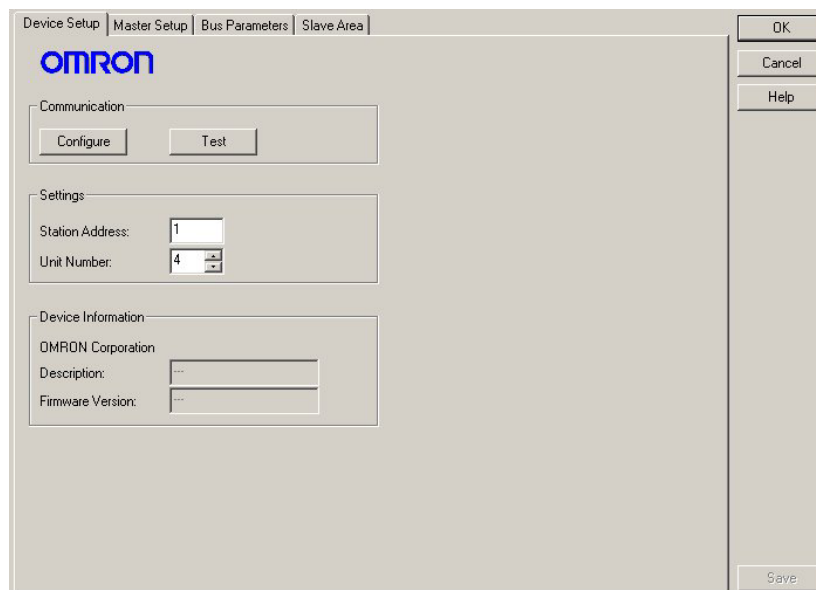 Device Setup Master Setup Bus Parameters Slave Area
OMRON
Communication
Configure Test
Settings
Station Address: 1
Unit Number: 4
Device Information
OMRON Corporation
Description: ---
Firmware Version: ---
OK
Cancel
Help
Save